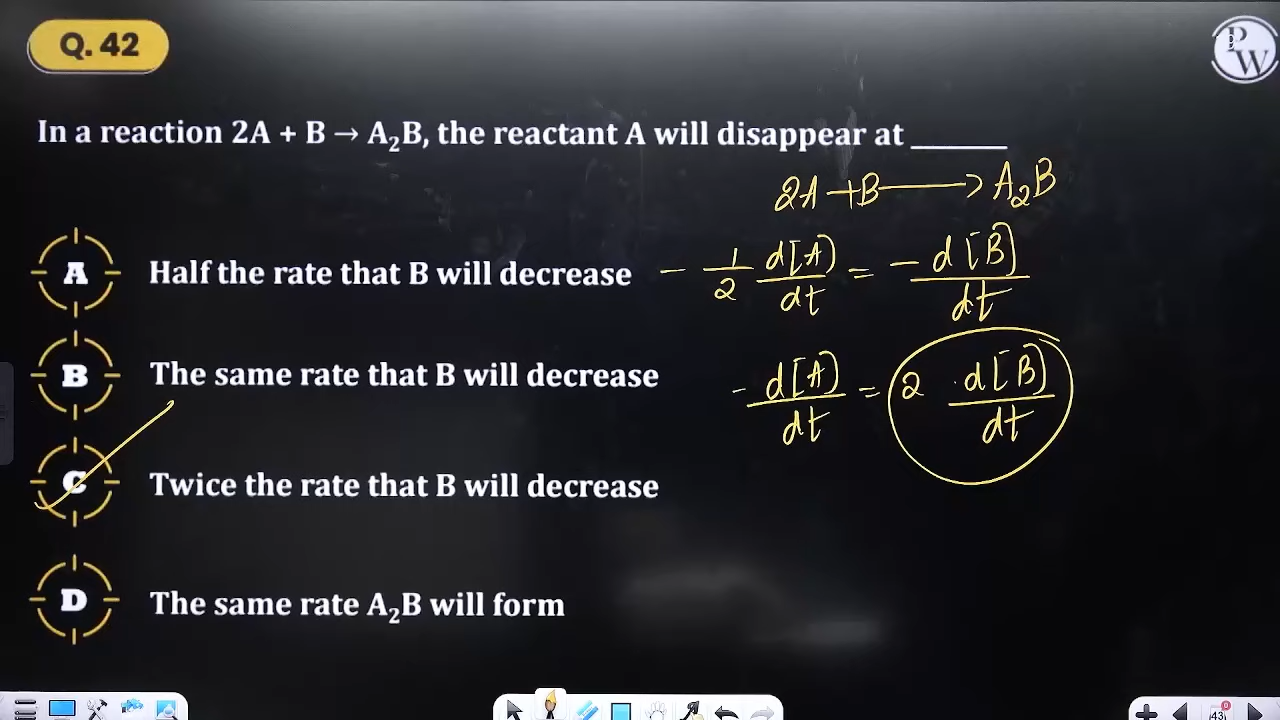 Q. 42
PW
In a reaction 2A + B → A₂B, the reactant A will disappear at ______
2A + B ⟶ A₂B
A Half the rate that B will decrease
- 1/2 d[A]/dt = - d[B]/dt
B The same rate that B will decrease
- d[A]/dt = 2 d[B]/dt
C Twice the rate that B will decrease
D The same rate A₂B will form
43